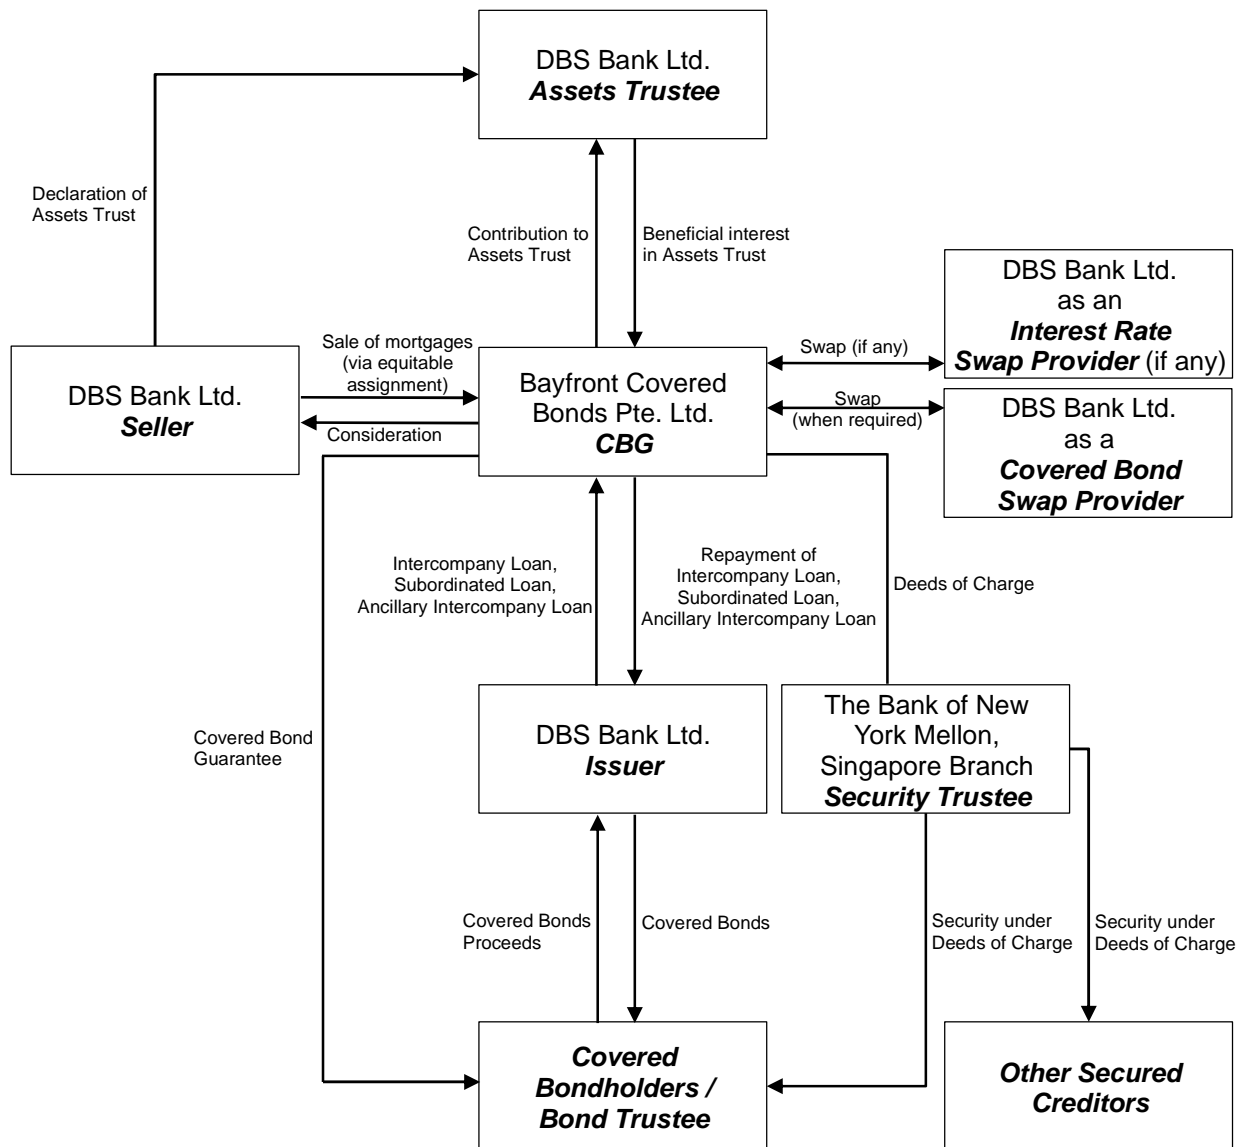 DBS Bank Ltd.
Assets Trustee
Declaration of
Assets Trust
Contribution to
Assets Trust
Beneficial interest
in Assets Trust
DBS Bank Ltd.
as an
Interest Rate
Swap Provider (if any)
Sale of mortgages
(via equitable
assignment)
Swap (if any)
DBS Bank Ltd.
Seller
Bayfront Covered
Bonds Pte. Ltd.
CBG
Consideration
Swap
(when required)
DBS Bank Ltd.
as a
Covered Bond
Swap Provider
Intercompany Loan,
Subordinated Loan,
Ancillary Intercompany Loan
Repayment of
Intercompany Loan,
Subordinated Loan,
Ancillary Intercompany Loan
Deeds of Charge
Covered Bond
Guarantee
DBS Bank Ltd.
Issuer
The Bank of New
York Mellon,
Singapore Branch
Security Trustee
Covered Bonds
Proceeds
Covered Bonds
Security under
Deeds of Charge
Security under
Deeds of Charge
Covered
Bondholders /
Bond Trustee
Other Secured
Creditors